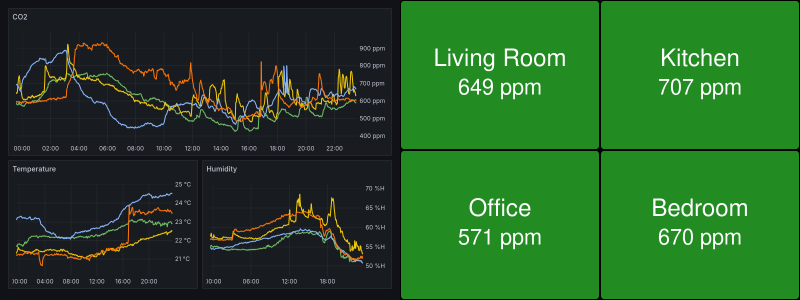 CO2
900 ppm
800 ppm
700 ppm
600 ppm
500 ppm
400 ppm
00:00 02:00 04:00 06:00 08:00 10:00 12:00 14:00 16:00 18:00 20:00 22:00
Temperature
25 °C
24 °C
23 °C
22 °C
21 °C
00:00 04:00 08:00 12:00 16:00 20:00
Humidity
70 %H
65 %H
60 %H
55 %H
50 %H
00:00 12:00 18:00
Living Room
649 ppm
Kitchen
707 ppm
Office
571 ppm
Bedroom
670 ppm